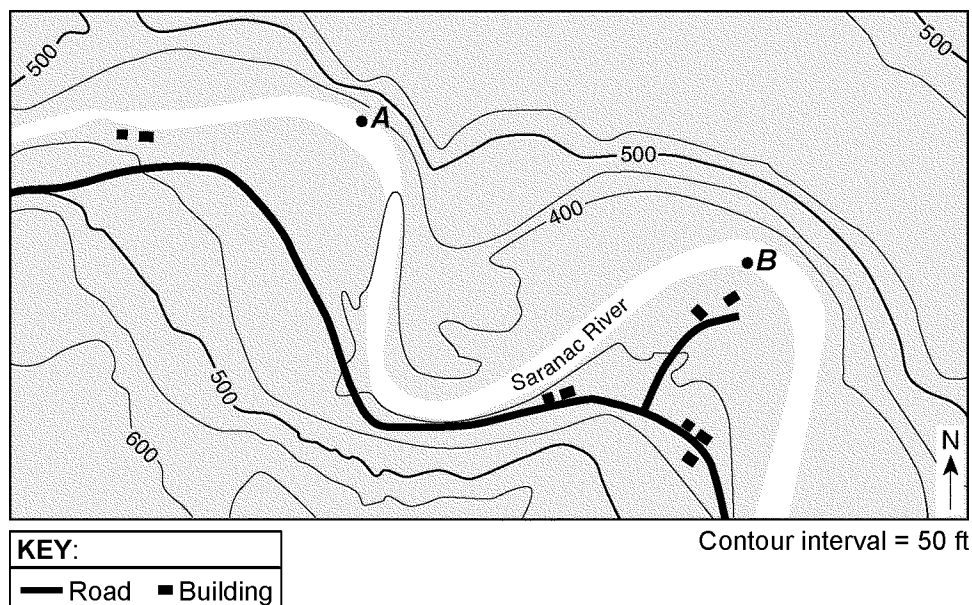 500
500
A
500
400
B
Saranac River
500
600
N
Contour interval = 50 ft
KEY:
Road Building